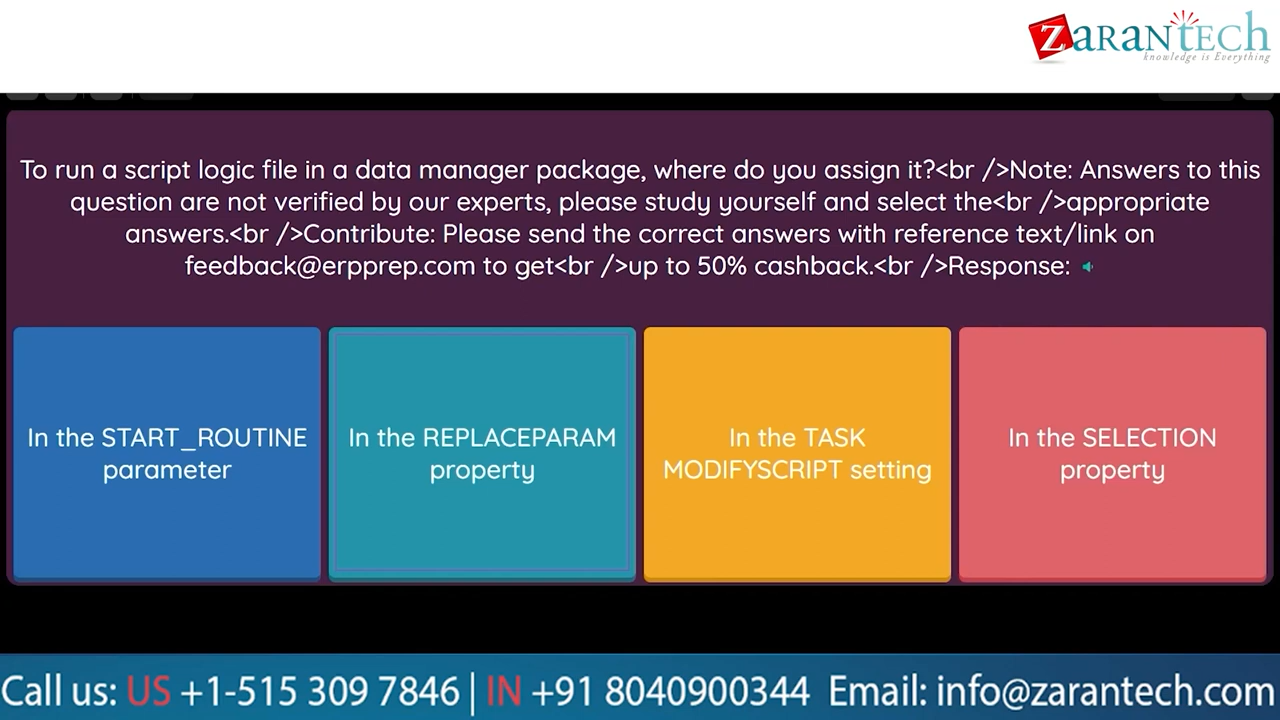 ZARANTECH
knowledge is Everything
To run a script logic file in a data manager package, where do you assign it?<br />Note: Answers to this
question are not verified by our experts, please study yourself and select the<br />appropriate
answers.<br />Contribute: Please send the correct answers with reference text/link on
feedback@erpprep.com to get<br />up to 50% cashback.<br />Response:
In the START_ROUTINE
parameter
In the REPLACEPARAM
property
In the TASK
MODIFYSCRIPT setting
In the SELECTION
property
Call us: US +1-515 309 7846 | IN +91 8040900344 Email: info@zarantech.com